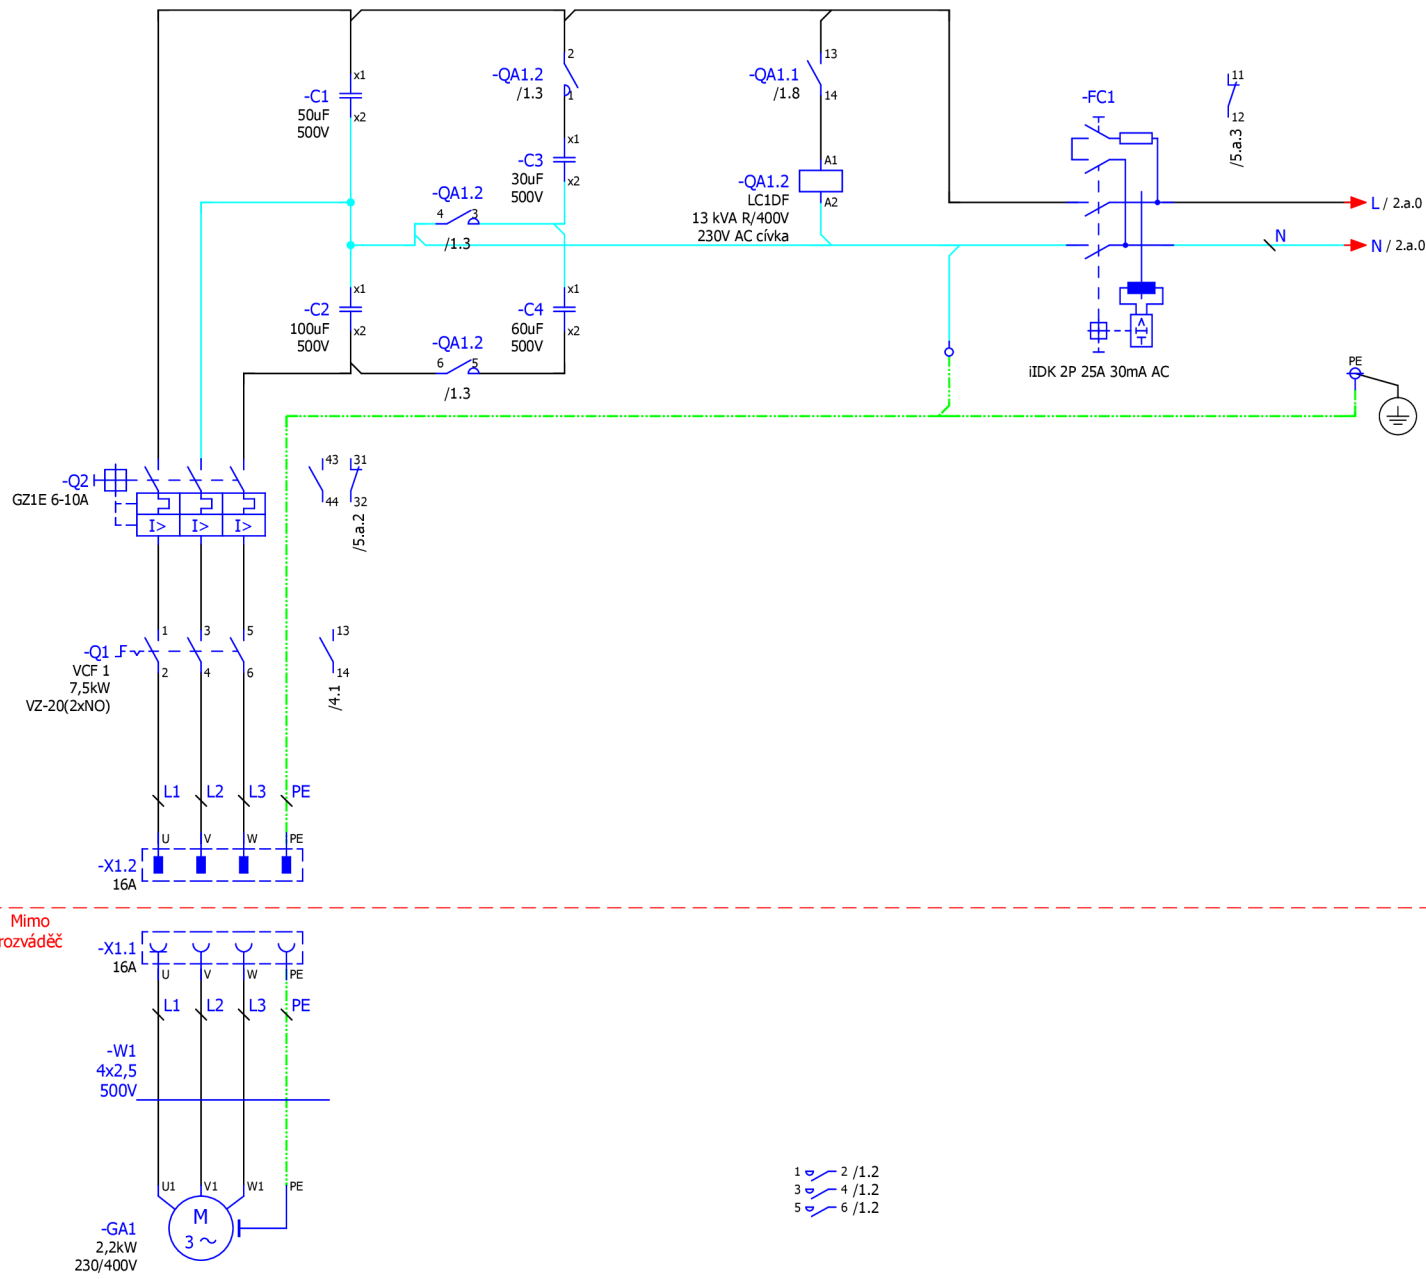 x1
-C1
50uF
500V
x2
2
-QA1.2
/1.3
1
x1
-C3
30uF
500V
x2
-QA1.2
4 3
/1.3
13
-QA1.1
/1.8
14
A1
-QA1.2
A2
LC1DF
13 kVA R/400V
230V AC cívka
-FC1
11
12
/5.a.3
L / 2.a.0
N
N / 2.a.0
x1
-C2
100uF
500V
x2
x1
-C4
60uF
500V
x2
-QA1.2
6 5
/1.3
iIDK 2P 25A 30mA AC
PE
-Q2
GZ1E 6-10A
I> I> I>
43
44
31
32
/5.a.2
-Q1
VCF 1
7,5kW
VZ-20(2xNO)
1 3 5
2 4 6
13
14
/4.1
L1 L2 L3 PE
U V W PE
-X1.2
16A
Mimo
rozváděč
-X1.1
16A
U V W PE
L1 L2 L3 PE
-W1
4x2,5
500V
U1 V1 W1 PE
M
3 ~
-GA1
2,2kW
230/400V
1 2 /1.2
3 4 /1.2
5 6 /1.2